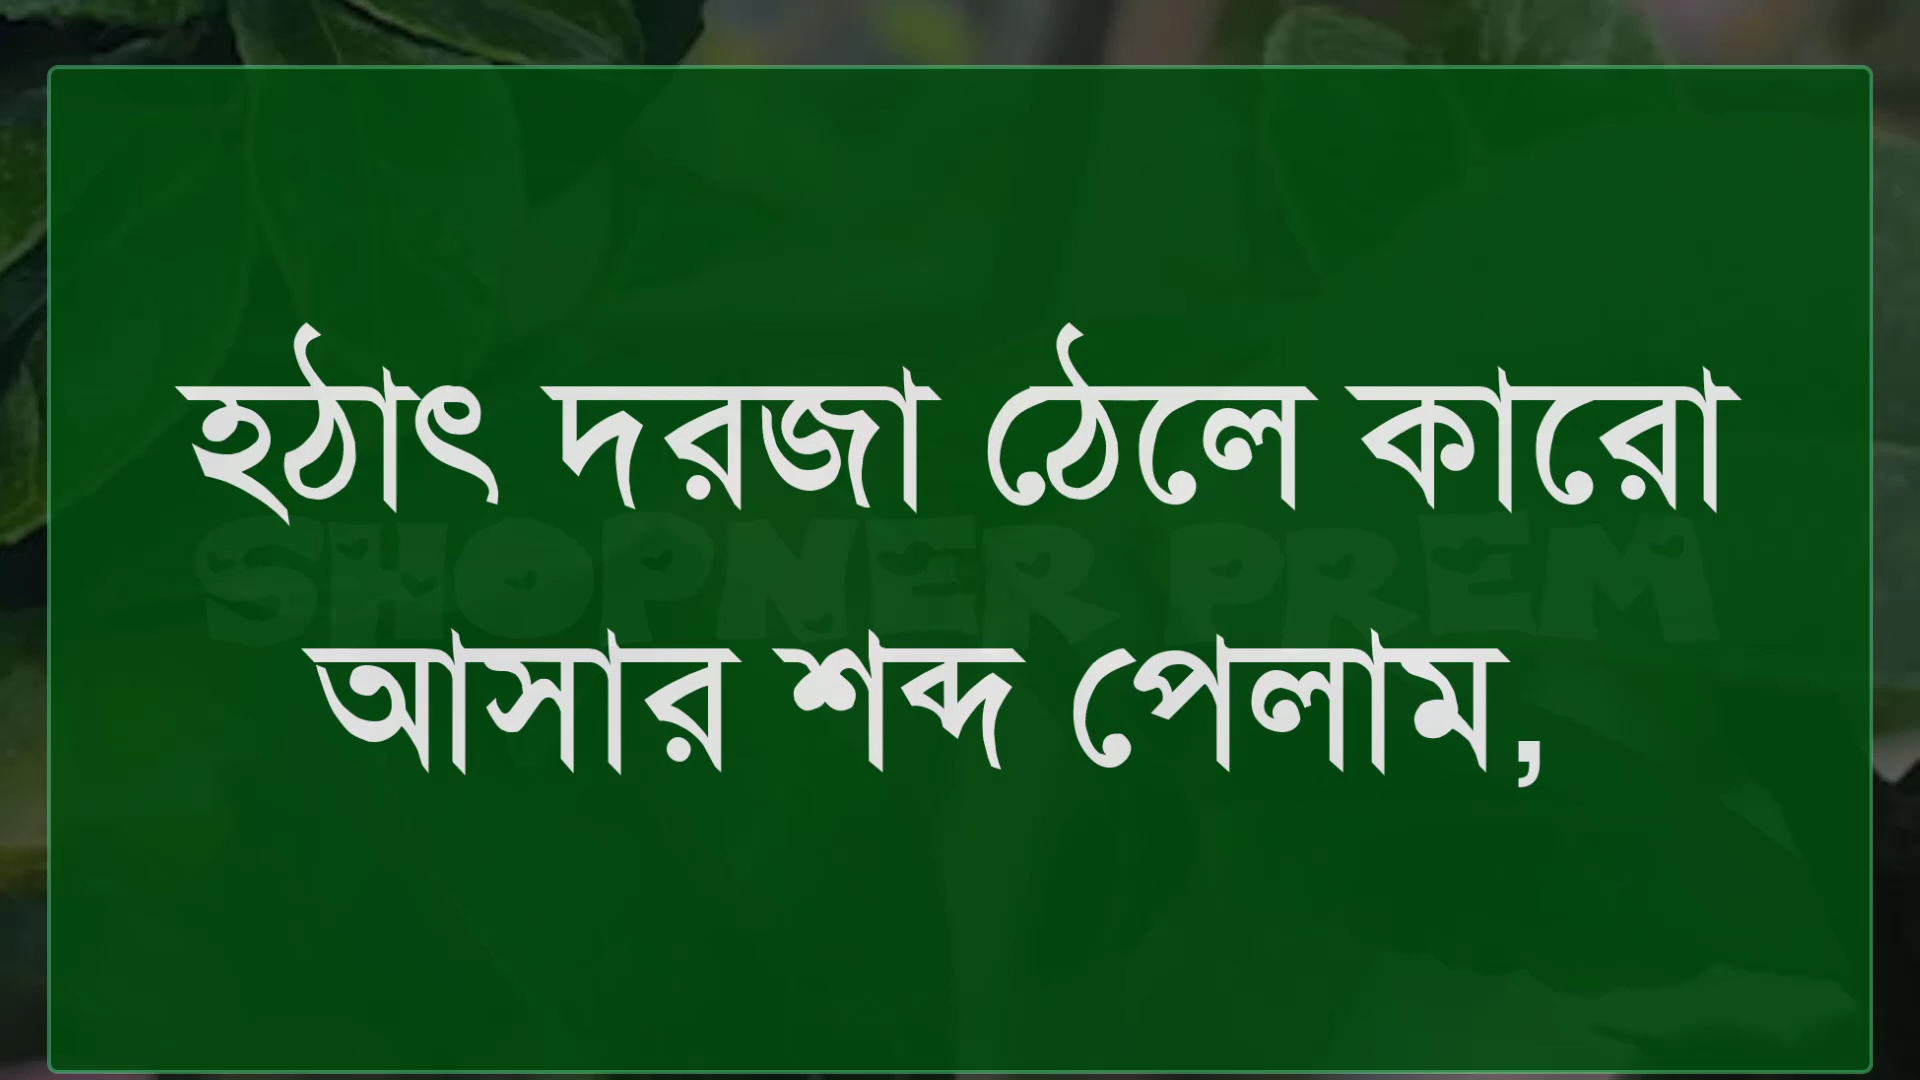 হঠাৎ দরজা ঠেলে কারো
SHOPNER PREM
আসার শব্দ পেলাম,